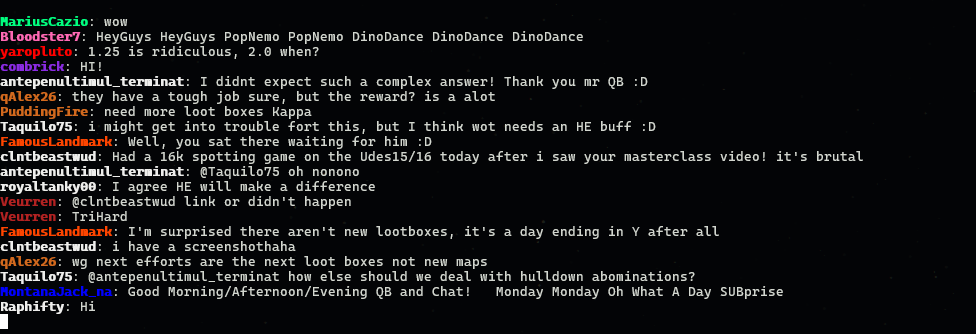 MariusCazio: wow
Bloodster7: HeyGuys HeyGuys PopNemo PopNemo DinoDance DinoDance DinoDance
yaropluto: 1.25 is ridiculous, 2.0 when?
combrick: HI!
antepenultimul_terminat: I didnt expect such a complex answer! Thank you mr QB :D
qAlex26: they have a tough job sure, but the reward? is a alot
PuddingFire: need more loot boxes Kappa
Taquilo75: i might get into trouble fort this, but I think wot needs an HE buff :D
FamousLandmark: Well, you sat there waiting for him :D
clntbeastwud: Had a 16k spotting game on the Udes15/16 today after i saw your masterclass video! it's brutal
antepenultimul_terminat: @Taquilo75 oh nonono
royaltanky00: I agree HE will make a difference
Veurren: @clntbeastwud link or didn't happen
Veurren: TriHard
FamousLandmark: I'm surprised there aren't new lootboxes, it's a day ending in Y after all
clntbeastwud: i have a screenshothaha
qAlex26: wg next efforts are the next loot boxes not new maps
Taquilo75: @antepenultimul_terminat how else should we deal with hulldown abominations?
MontanaJack_na: Good Morning/Afternoon/Evening QB and Chat!   Monday Monday Oh What A Day SUBprise
Raphifty: Hi